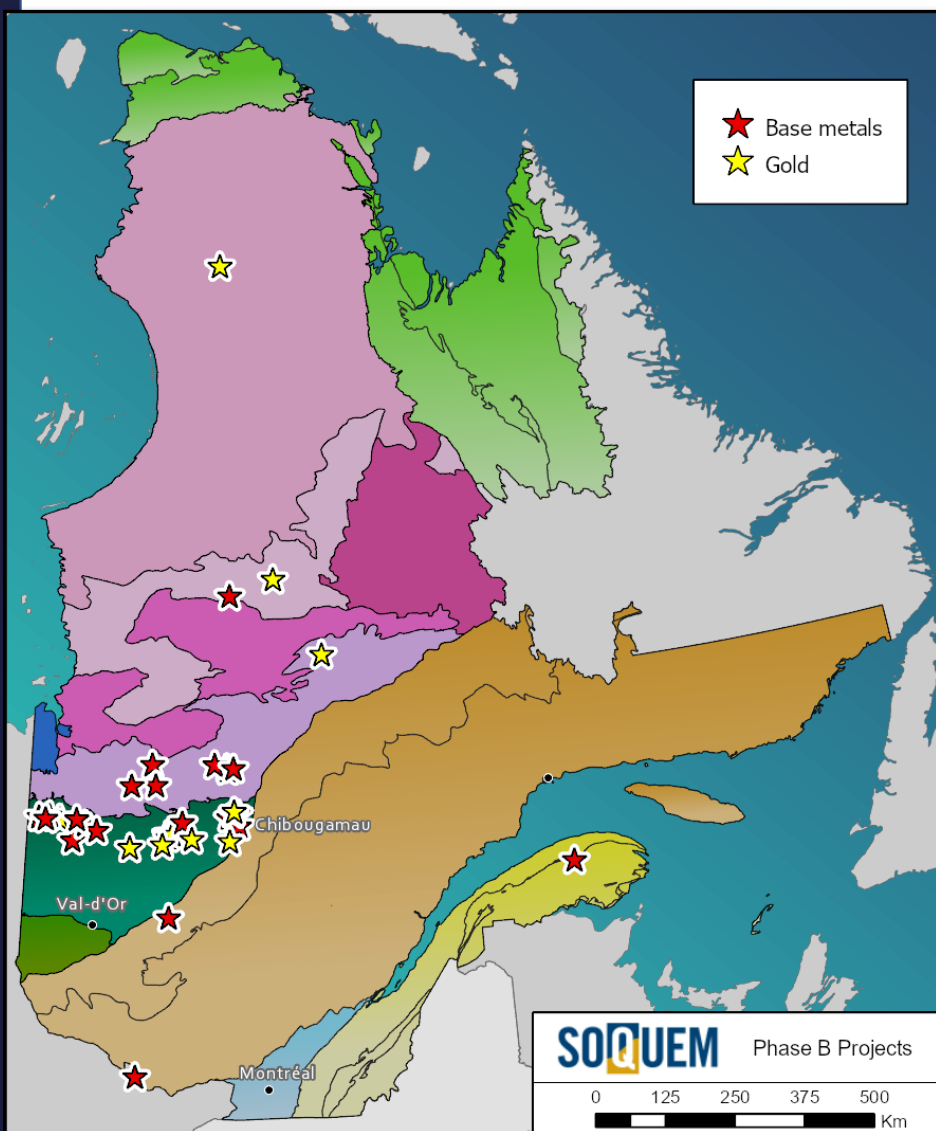 Base metals
Gold
Chibougamau
Val-d'Or
Montréal
SOQUEM
Phase B Projects
0 125 250 375 500
Km